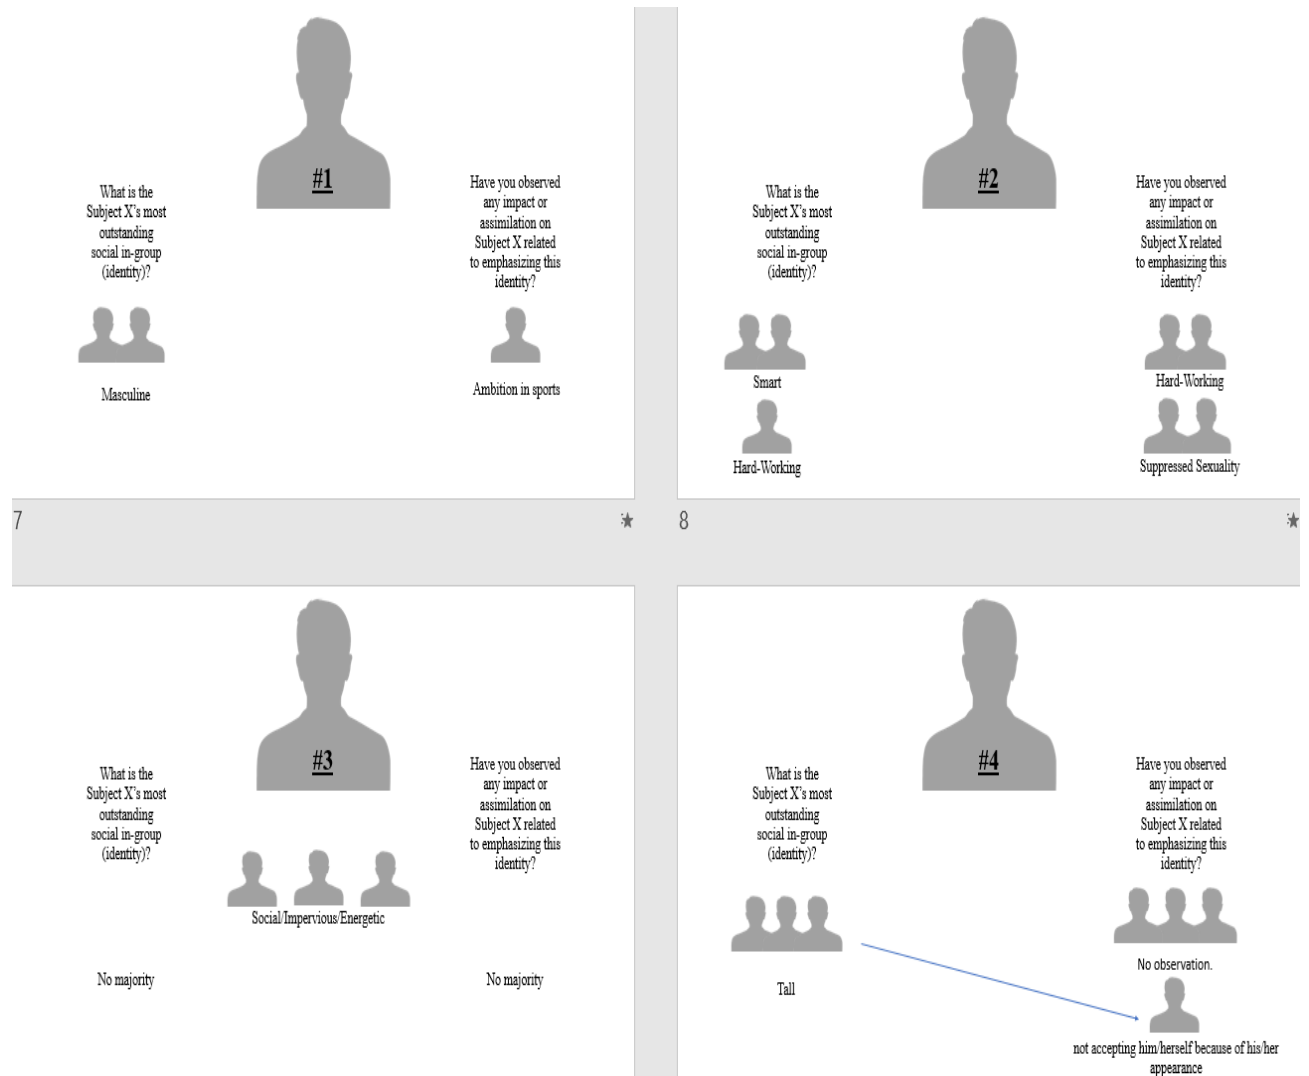 #1
What is the
Subject X's most
outstanding
social in-group
(identity)?
Have you observed
any impact or
assimilation on
Subject X related
to emphasizing this
identity?
Masculine
Ambition in sports
7
#2
What is the
Subject X's most
outstanding
social in-group
(identity)?
Have you observed
any impact or
assimilation on
Subject X related
to emphasizing this
identity?
Smart
Hard-Working
Hard-Working
Suppressed Sexuality
8
#3
What is the
Subject X's most
outstanding
social in-group
(identity)?
Have you observed
any impact or
assimilation on
Subject X related
to emphasizing this
identity?
Social/Impervious/Energetic
No majority
No majority
#4
What is the
Subject X's most
outstanding
social in-group
(identity)?
Have you observed
any impact or
assimilation on
Subject X related
to emphasizing this
identity?
Tall
No observation.
not accepting him/herself because of his/her
appearance